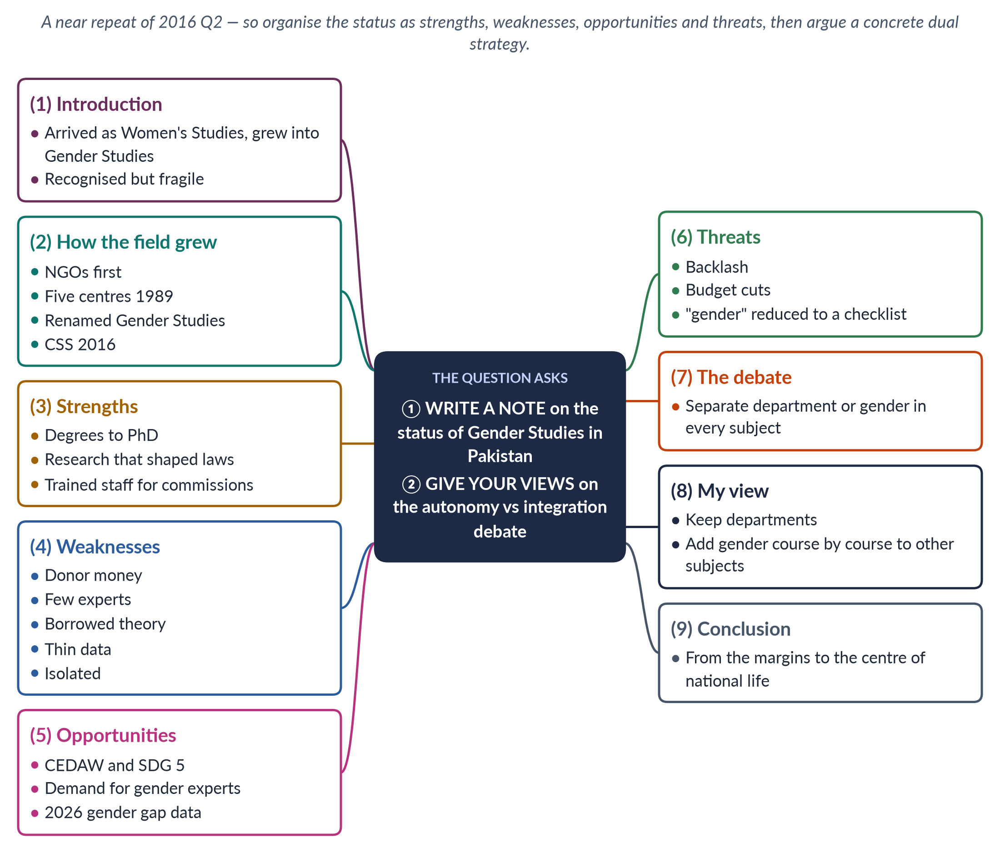 A near repeat of 2016 Q2 — so organise the status as strengths, weaknesses, opportunities and threats, then argue a concrete dual
strategy.
(1) Introduction
• Arrived as Women's Studies, grew into
Gender Studies
• Recognised but fragile
(2) How the field grew
• NGOs first
• Five centres 1989
• Renamed Gender Studies
• CSS 2016
(3) Strengths
• Degrees to PhD
• Research that shaped laws
• Trained staff for commissions
(4) Weaknesses
• Donor money
• Few experts
• Borrowed theory
• Thin data
• Isolated
(5) Opportunities
• CEDAW and SDG 5
• Demand for gender experts
• 2026 gender gap data
THE QUESTION ASKS
① WRITE A NOTE on the
status of Gender Studies in
Pakistan
② GIVE YOUR VIEWS on
the autonomy vs integration
debate
(6) Threats
• Backlash
• Budget cuts
• "gender" reduced to a checklist
(7) The debate
• Separate department or gender in
every subject
(8) My view
• Keep departments
• Add gender course by course to other
subjects
(9) Conclusion
• From the margins to the centre of
national life